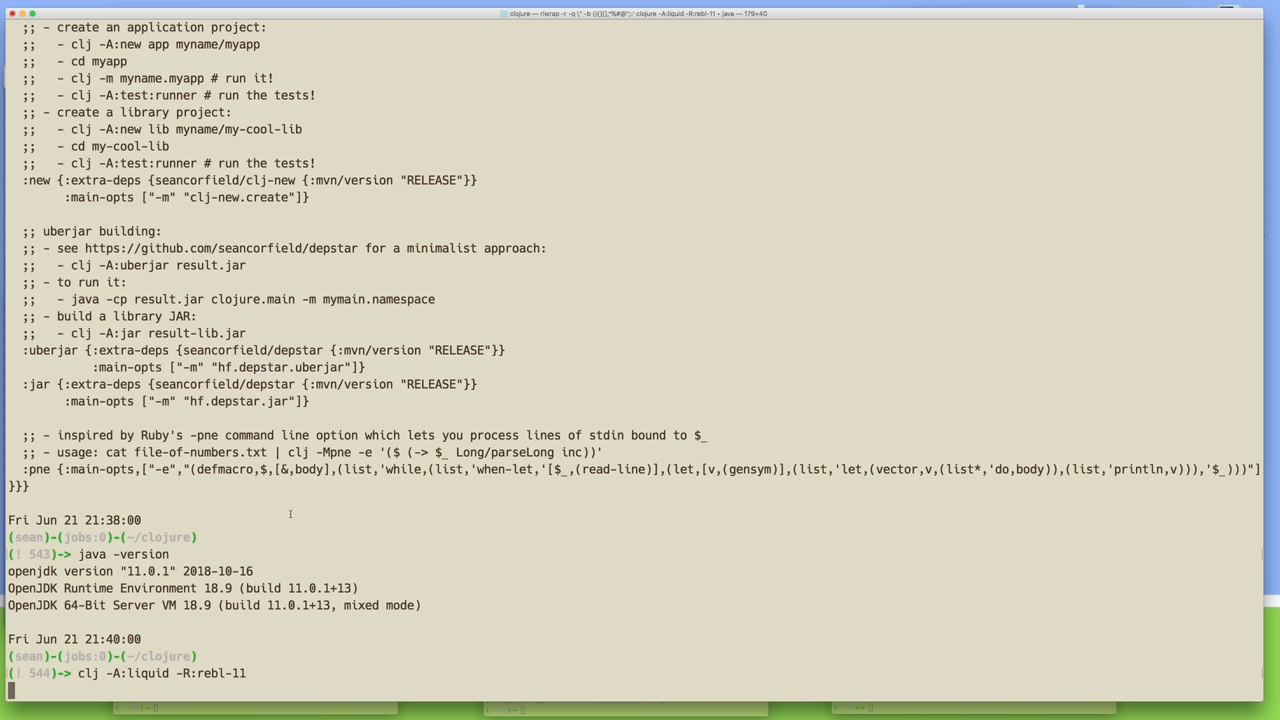 clojure — rlwrap -r -q \" -b (){}[],^%#@";:' clojure -A:liquid -R:rebl-11 • java — 179×40
;; - create an application project:
;;   - clj -A:new app myname/myapp
;;   - cd myapp
;;   - clj -m myname.myapp # run it!
;;   - clj -A:test:runner # run the tests!
;; - create a library project:
;;   - clj -A:new lib myname/my-cool-lib
;;   - cd my-cool-lib
;;   - clj -A:test:runner # run the tests!
:new {:extra-deps {seancorfield/clj-new {:mvn/version "RELEASE"}}
:main-opts ["-m" "clj-new.create"]}
;; uberjar building:
;; - see https://github.com/seancorfield/depstar for a minimalist approach:
;;   - clj -A:uberjar result.jar
;; - to run it:
;;   - java -cp result.jar clojure.main -m mymain.namespace
;; - build a library JAR:
;;   - clj -A:jar result-lib.jar
:uberjar {:extra-deps {seancorfield/depstar {:mvn/version "RELEASE"}}
:main-opts ["-m" "hf.depstar.uberjar"]}
:jar {:extra-deps {seancorfield/depstar {:mvn/version "RELEASE"}}
:main-opts ["-m" "hf.depstar.jar"]}
;; - inspired by Ruby's -pne command line option which lets you process lines of stdin bound to $_
;; - usage: cat file-of-numbers.txt | clj -Mpne -e '($ (-> $_ Long/parseLong inc))'
:pne {:main-opts,["-e","(defmacro,$,[&,body],(list,'while,(list,'when-let,'[$_,(read-line)],(let,[v,(gensym)],(list,'let,(vector,v,(list*,'do,body)),(list,'println,v))),'$_)))"]
}}}
Fri Jun 21 21:38:00
(sean)-(jobs:0)-(~/clojure)
(! 543)-> java -version
openjdk version "11.0.1" 2018-10-16
OpenJDK Runtime Environment 18.9 (build 11.0.1+13)
OpenJDK 64-Bit Server VM 18.9 (build 11.0.1+13, mixed mode)
Fri Jun 21 21:40:00
(sean)-(jobs:0)-(~/clojure)
(! 544)-> clj -A:liquid -R:rebl-11